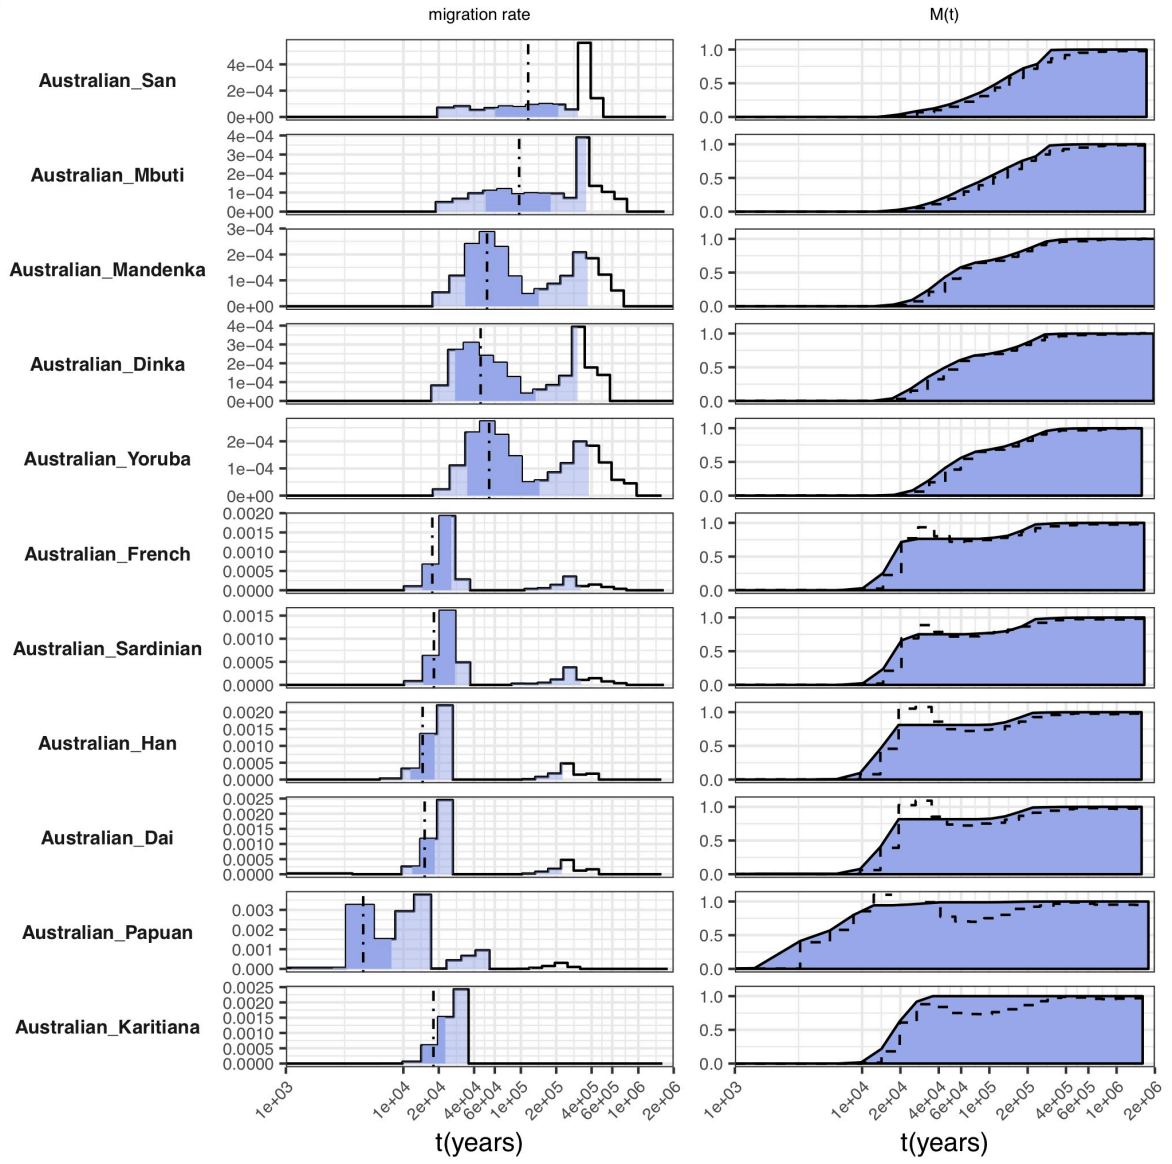 migration rate M(t)
Australian_San
4e−04
2e−04
0e+00
1.0
0.5
0.0
Australian_Mbuti
4e−04
3e−04
2e−04
1e−04
0e+00
1.0
0.5
0.0
Australian_Mandenka
3e−04
2e−04
1e−04
0e+00
1.0
0.5
0.0
Australian_Dinka
4e−04
3e−04
2e−04
1e−04
0e+00
1.0
0.5
0.0
Australian_Yoruba
2e−04
1e−04
0e+00
1.0
0.5
0.0
Australian_French
0.0020
0.0015
0.0010
0.0005
0.0000
1.0
0.5
0.0
Australian_Sardinian
0.0015
0.0010
0.0005
0.0000
1.0
0.5
0.0
Australian_Han
0.0020
0.0015
0.0010
0.0005
0.0000
1.0
0.5
0.0
Australian_Dai
0.0025
0.0020
0.0015
0.0010
0.0005
0.0000
1.0
0.5
0.0
Australian_Papuan
0.003
0.002
0.001
0.000
1.0
0.5
0.0
Australian_Karitiana
0.0025
0.0020
0.0015
0.0010
0.0005
0.0000
1.0
0.5
0.0
1e+03 1e+04 2e+04 4e+04 6e+04 1e+05 2e+05 4e+05 6e+05 1e+06 2e+06
1e+03 1e+04 2e+04 4e+04 6e+04 1e+05 2e+05 4e+05 6e+05 1e+06 2e+06
t(years) t(years)